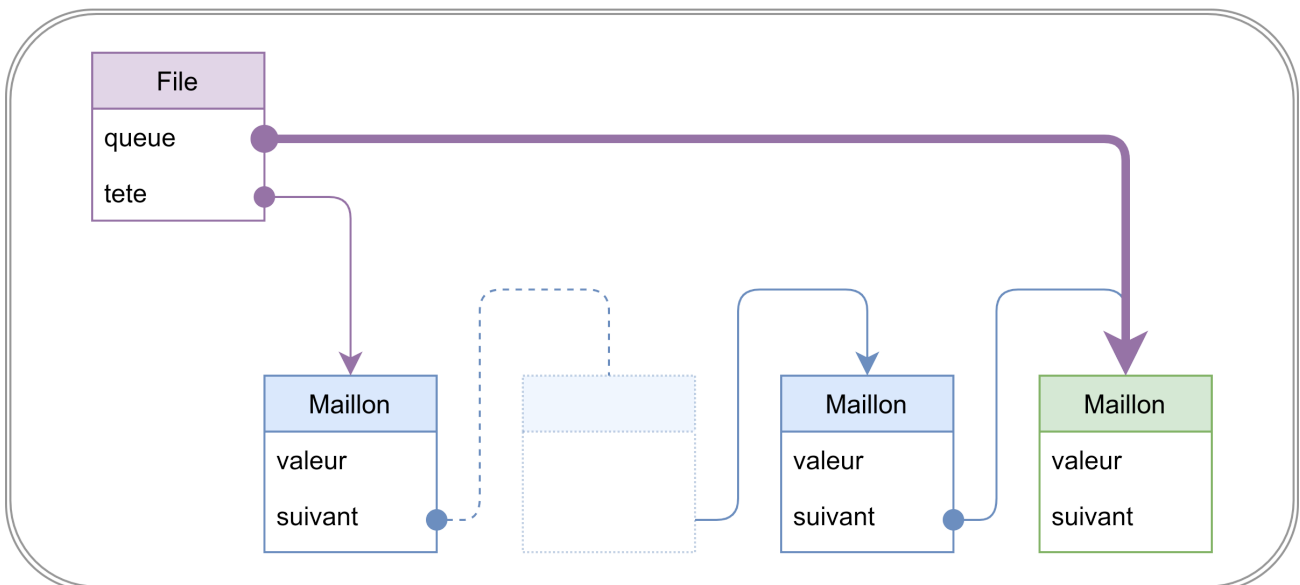 File
queue
tete
Maillon
valeur
suivant
Maillon
valeur
suivant
Maillon
valeur
suivant